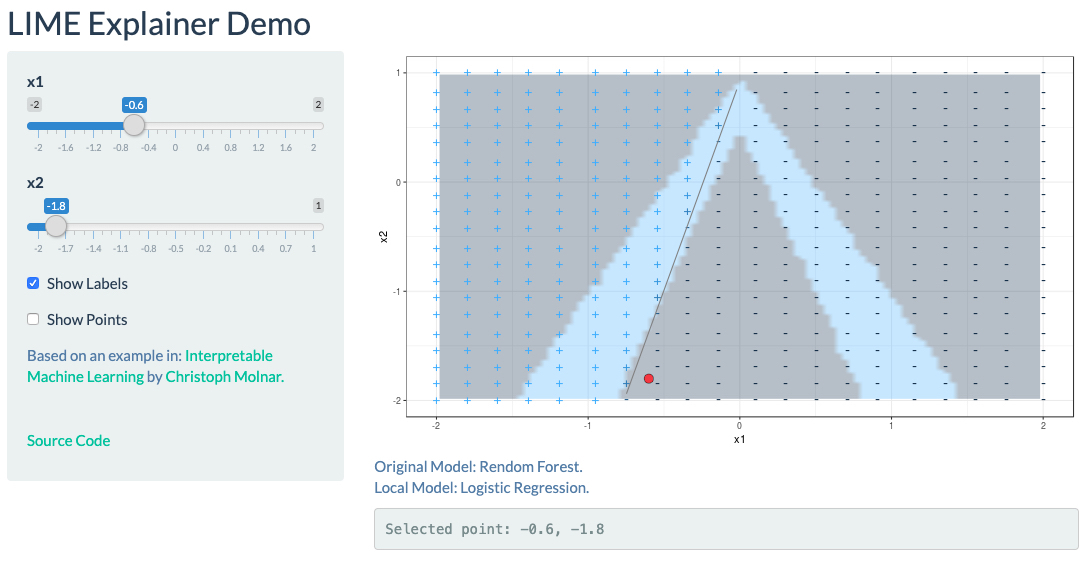 LIME Explainer Demo
x1
-2 -0.6 2
-2 -1.6 -1.2 -0.8 -0.4 0 0.4 0.8 1.2 1.6 2
x2
-1.8 1
-2 -1.7 -1.4 -1.1 -0.8 -0.5 -0.2 0.1 0.4 0.7 1
Show Labels
Show Points
Based on an example in: Interpretable
Machine Learning by Christoph Molnar.
Source Code
1
0
-1
-2
x2
-2 -1 0 1 2
x1
Original Model: Rendom Forest.
Local Model: Logistic Regression.
Selected point: -0.6, -1.8